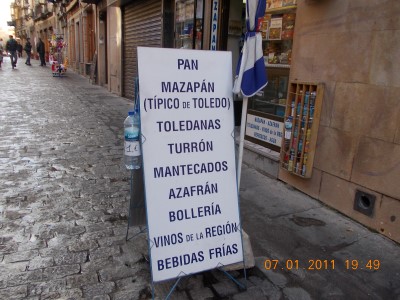 PAN
MAZAPÁN
(TÍPICO DE TOLEDO)
TOLEDANAS
TURRÓN
MANTECADOS
AZAFRÁN
BOLLERÍA
VINOS DE LA REGIÓN
BEBIDAS FRÍAS
07.01.2011 19:49